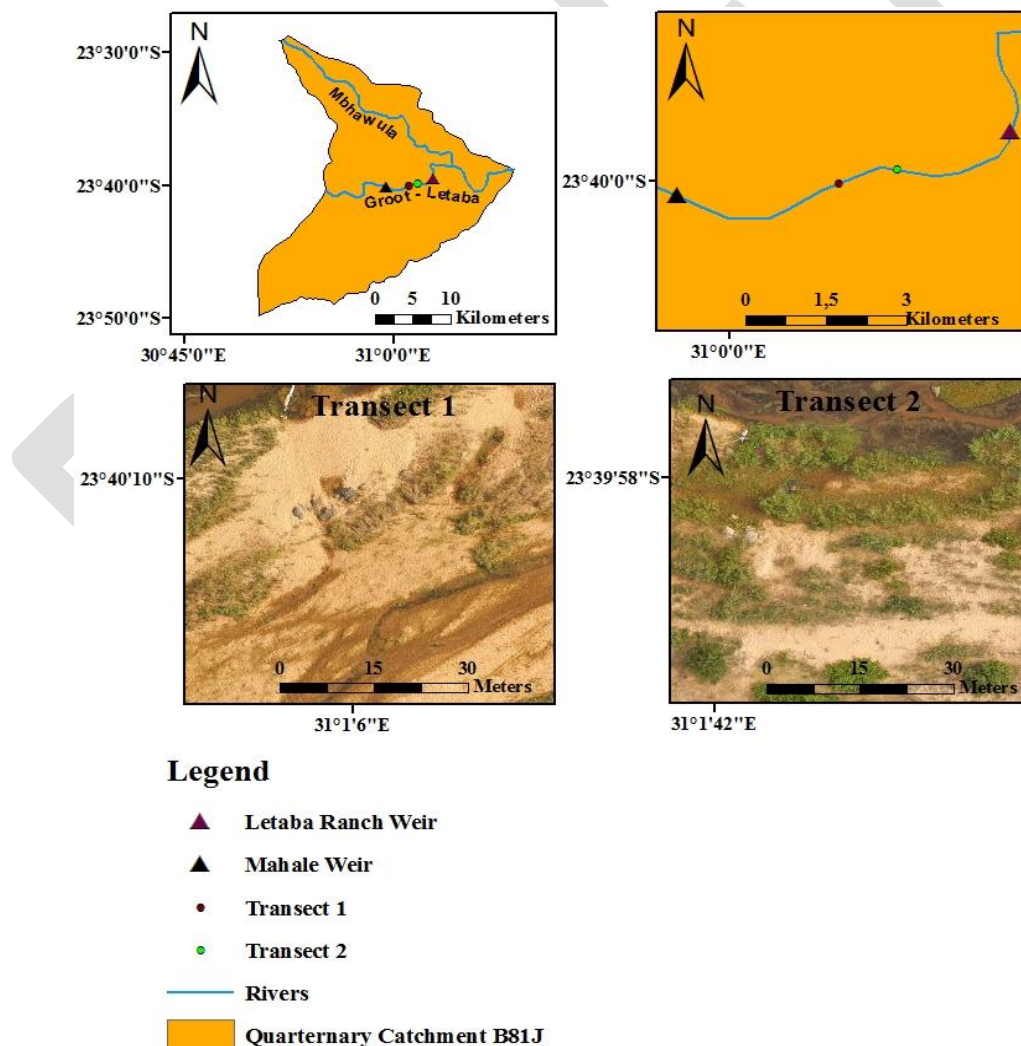 N
23°30'0"S
Mbhawula
23°40'0"S
Groot - Letaba
0 5 10
Kilometers
23°50'0"S
30°45'0"E 31°0'0"E
N
23°40'0"S
0 1,5 3
Kilometers
31°0'0"E
N
Transect 1
23°40'10"S
0 15 30
Meters
31°1'6"E
N
Transect 2
23°39'58"S
0 15 30
Meters
31°1'42"E
Legend
Letaba Ranch Weir
Mahale Weir
Transect 1
Transect 2
Rivers
Quarternary Catchment B81J